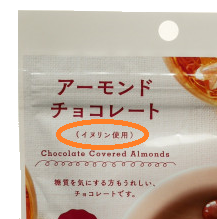 アーモンド
チョコレート
(イヌリン使用)
Chocolate Covered Almonds
糖質を気にする方もうれしい、
チョコレートです。